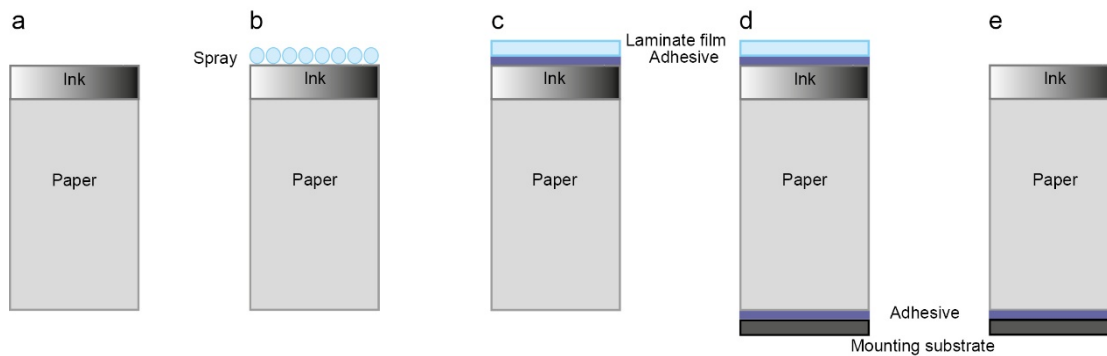 a
b
c
d
e
Spray
Laminate film
Adhesive
Ink
Ink
Ink
Ink
Ink
Paper
Paper
Paper
Paper
Paper
Adhesive
Mounting substrate